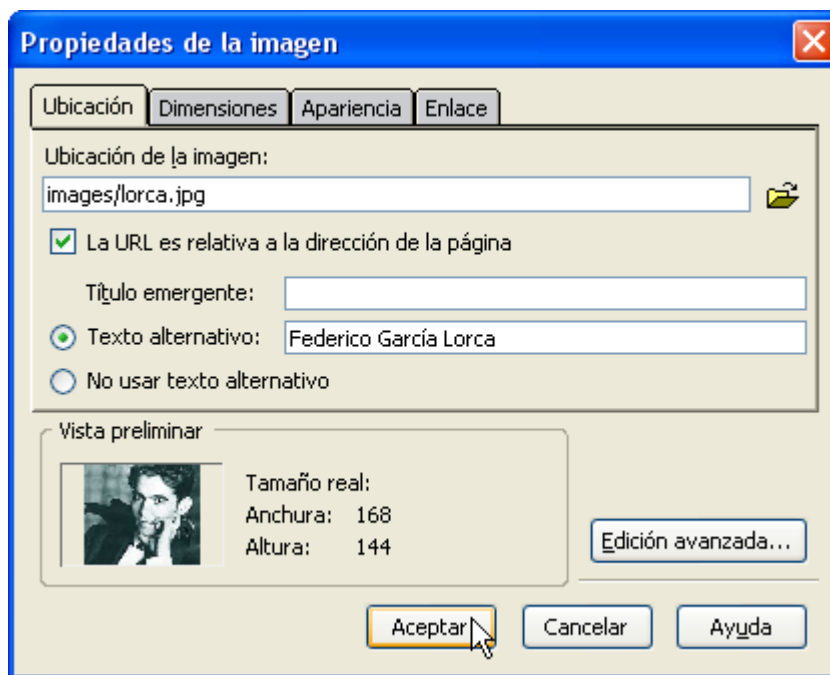 Propiedades de la imagen
Ubicación Dimensiones Apariencia Enlace
Ubicación de la imagen:
images/lorca.jpg
La URL es relativa a la dirección de la página
Título emergente:
Texto alternativo: Federico García Lorca
No usar texto alternativo
Vista preliminar
Tamaño real:
Anchura: 168
Altura: 144
Edición avanzada...
Aceptar Cancelar Ayuda